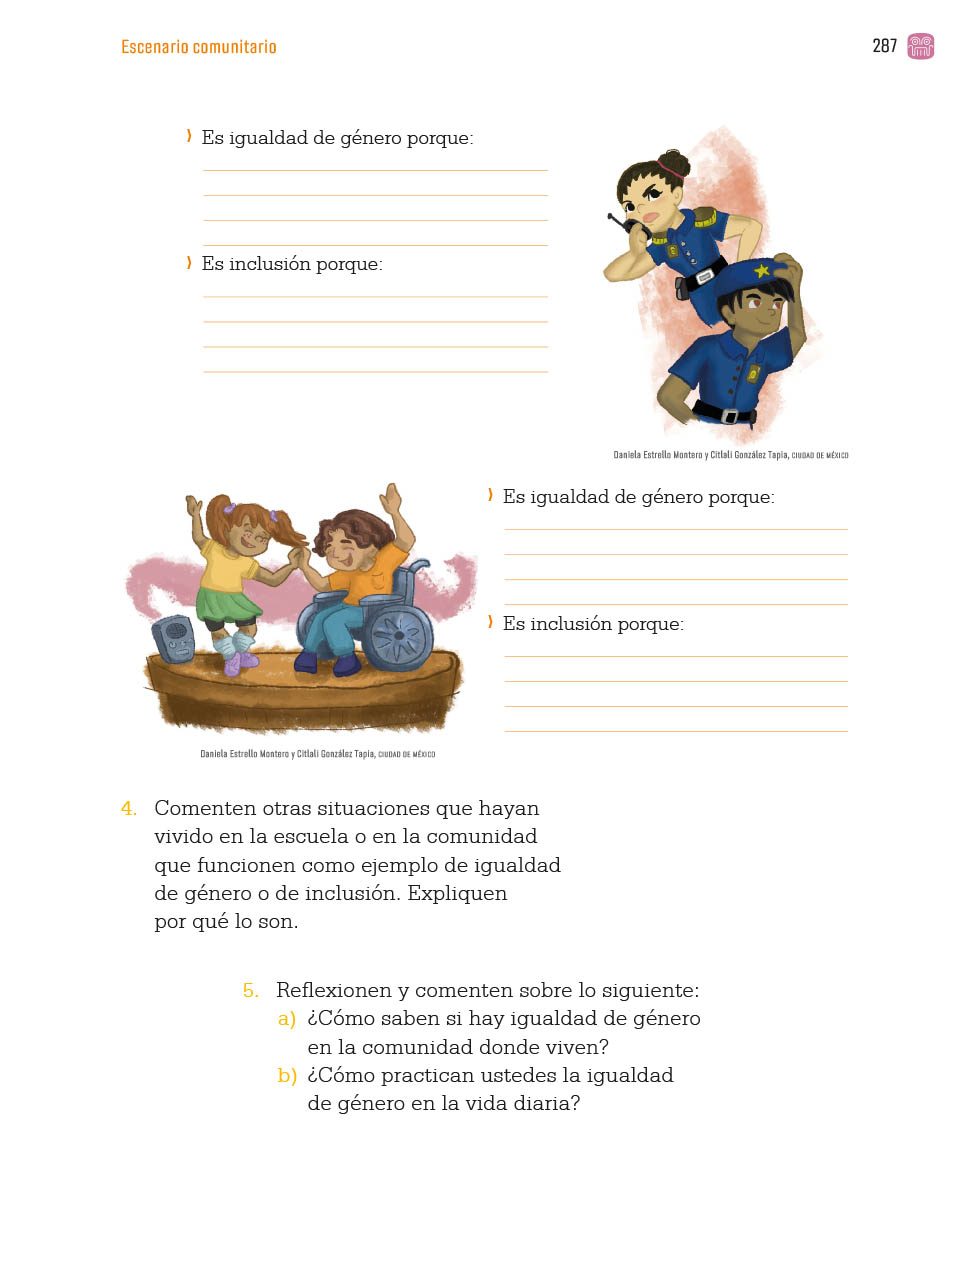 Escenario comunitario
287
Es igualdad de género porque:
Es inclusión porque:
Daniela Estrello Montero y Citlali González Tapia, CIUDAD DE MÉXICO
Es igualdad de género porque:
Es inclusión porque:
Daniela Estrello Montero y Citlali González Tapia, CIUDAD DE MÉXICO
4. Comenten otras situaciones que hayan
vivido en la escuela o en la comunidad
que funcionen como ejemplo de igualdad
de género o de inclusión. Expliquen
por qué lo son.
5. Reflexionen y comenten sobre lo siguiente:
a) ¿Cómo saben si hay igualdad de género
en la comunidad donde viven?
b) ¿Cómo practican ustedes la igualdad
de género en la vida diaria?